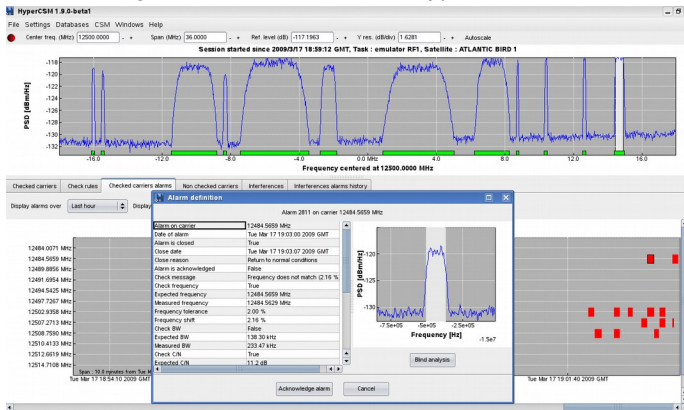 HyperCSM 1.8.0-beta1
File Settings Databases CSM Windows Help
Center freq. (MHz) 12500.0000 - + Span (MHz) 36.0000 - + Ref. level (dB) -117.1963 - + Y res. (dB/div) 1.6281 - + Autoscale
Session started since 2009/3/17 18:59:12 GMT, Task : emulator RF1, Satellite : ATLANTIC BIRD 1
PSD [dBm/Hz]
-118
-120
-122
-125
-128
-130
-132
-16.0 -12.0 -8.0 -4.0 0.0 MHz 4.0 8.0 12.0 16.0
Frequency centered at 12500.0000 MHz
Checked carriers Check rules Checked carriers alarms Non checked carriers Interferences Interferences alarms history
Display alarms over Last hour Display
12484.0071 MHz
12484.5659 MHz
12489.8856 MHz
12491.6954 MHz
12494.5425 MHz
12497.7267 MHz
12502.9358 MHz
12507.2713 MHz
12508.7590 MHz
12510.4133 MHz
12512.6619 MHz
12514.7108 MHz
Span : 10.0 minutes from Tue M
Tue Mar 17 18:54:10 2009 GMT
Tue Mar 17 19:01:40 2009 GMT
Alarm definition
Alarm 2811 on carrier 12484.5659 MHz
Alarm on carrier 12484.5659 MHz
Date of alarm Tue Mar 17 19:03:00 2009 GMT
Alarm is closed True
Close date Tue Mar 17 19:03:07 2009 GMT
Close reason Return to normal conditions
Alarm is acknowledged False
Check message Frequency does not match (2.16 %
Check frequency True
Expected frequency 12484.5659 MHz
Measured frequency 12484.5629 MHz
Frequency tolerance 2.00 %
Frequency shift 2.16 %
Check BW False
Expected BW 138.30 kHz
Measured BW 233.47 kHz
Check C/N True
Expected C/N 11.2 dB
PSD [dBm/Hz]
-120
-125
-130
-7.5e+05 -5e+05 -2.5e+05
Frequency [Hz]
-1.5e7
Blind analysis
Acknowledge alarm Cancel